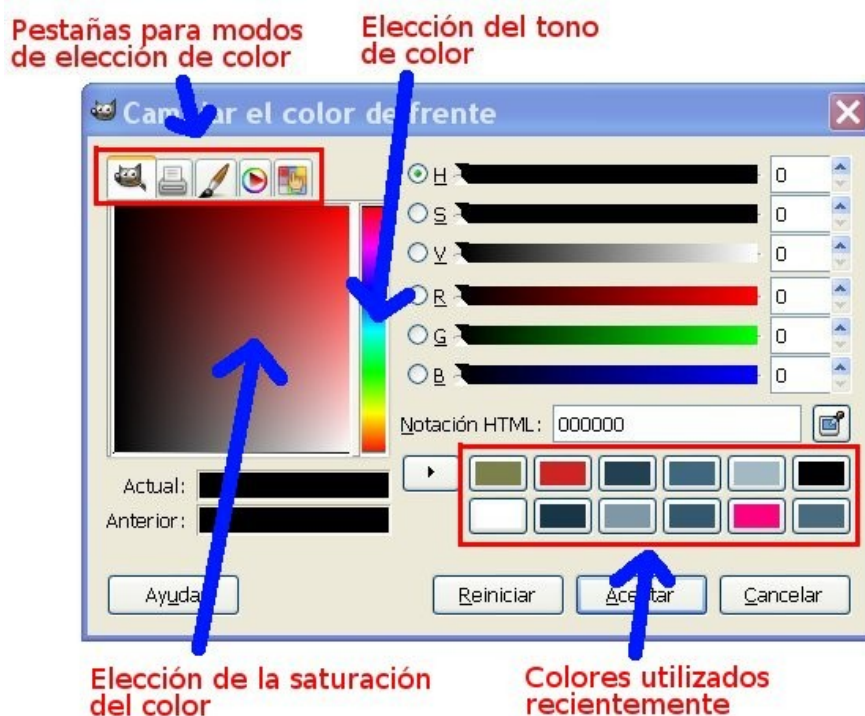 Pestañas para modos
de elección de color
Elección del tono
de color
Cambiar el color de frente
H
0
S
0
V
0
R
0
G
0
B
0
Notación HTML:
000000
Actual:
Anterior:
Ayuda
Reiniciar
Aceptar
Cancelar
Elección de la saturación
del color
Colores utilizados
recientemente